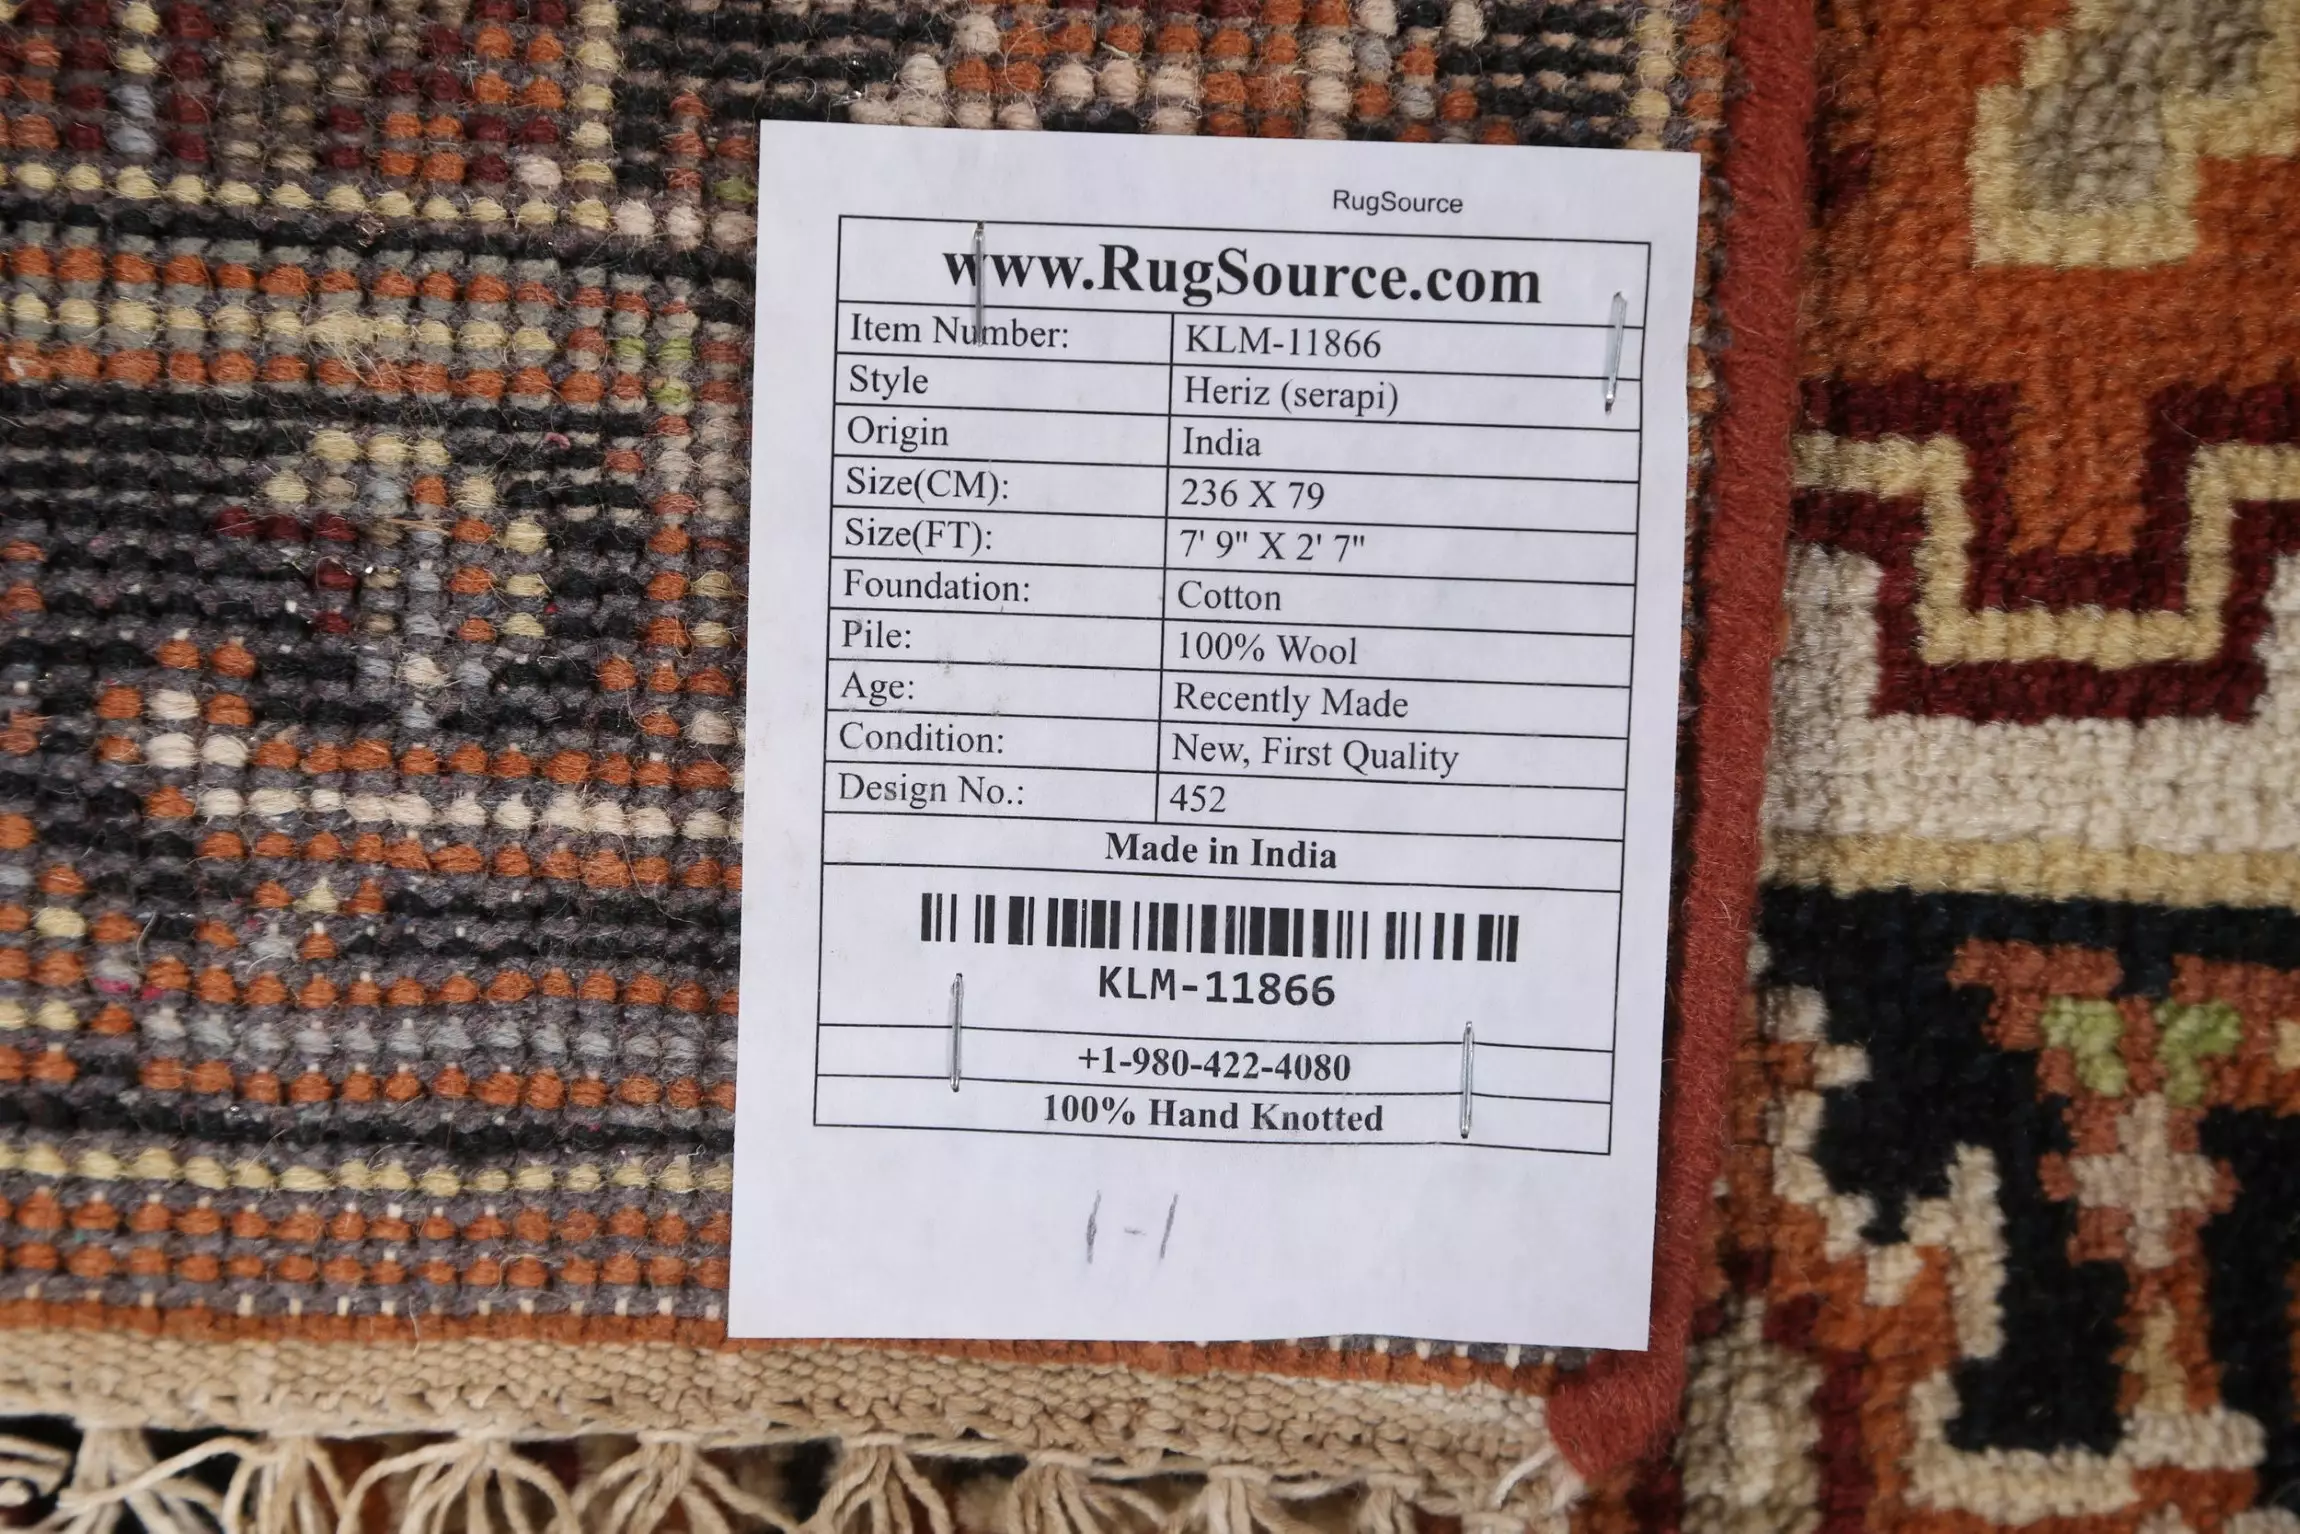 RugSource
www.RugSource.com
Item Number: KLM-11866
Style Heriz (serapi)
Origin India
Size(CM): 236 X 79
Size(FT): 7' 9" X 2' 7"
Foundation: Cotton
Pile: 100% Wool
Age: Recently Made
Condition: New, First Quality
Design No.: 452
Made in India
KLM-11866
+1-980-422-4080
100% Hand Knotted
1-1